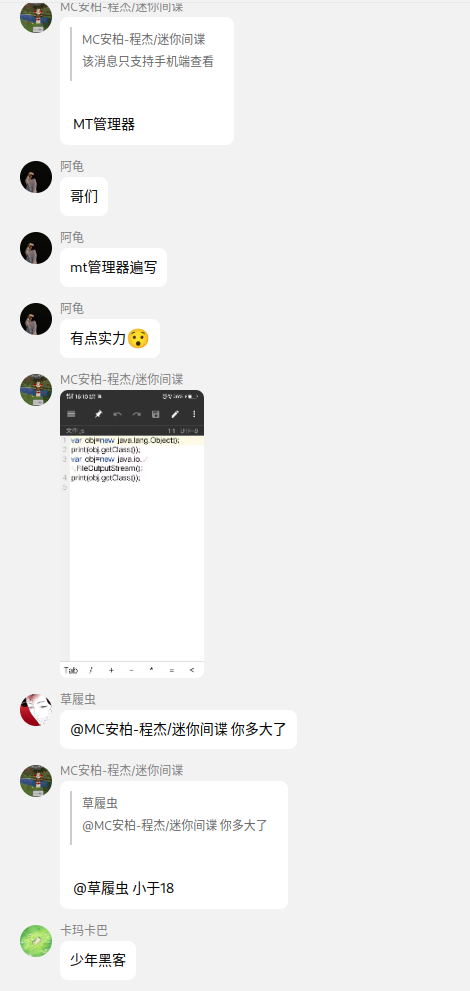 MC安柏-程杰/迷你间谍
MC安柏-程杰/迷你间谍
该消息只支持手机端查看
MT管理器
阿龟
哥们
阿龟
mt管理器遍写
阿龟
有点实力😯
MC安柏-程杰/迷你间谍
16:10
文件.js
1:1 UTF-8
1 var obj=new java.lang.Object();
2 print(obj.getClass());
3 var obj=new java.io.
.FileOutputStream();
4 print(obj.getClass());
5
Tab / + - * = <
草履虫
@MC安柏-程杰/迷你间谍 你多大了
MC安柏-程杰/迷你间谍
草履虫
@MC安柏-程杰/迷你间谍 你多大了
@草履虫 小于18
卡玛卡巴
少年黑客